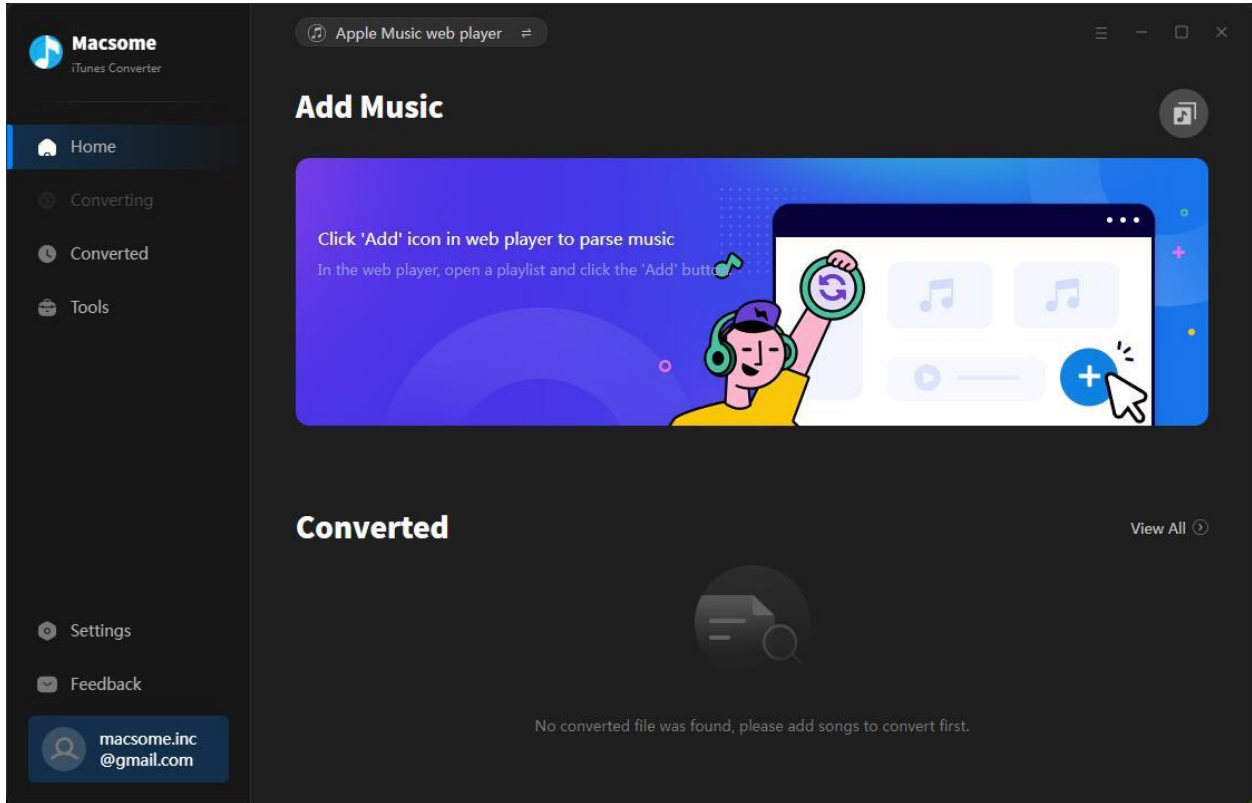 Macsome
iTunes Converter
Apple Music web player
Add Music
Home
Converting
Converted
Tools
Click 'Add' icon in web player to parse music
In the web player, open a playlist and click the 'Add' button.
Converted
View All
No converted file was found, please add songs to convert first.
Settings
Feedback
macsome.inc
@gmail.com